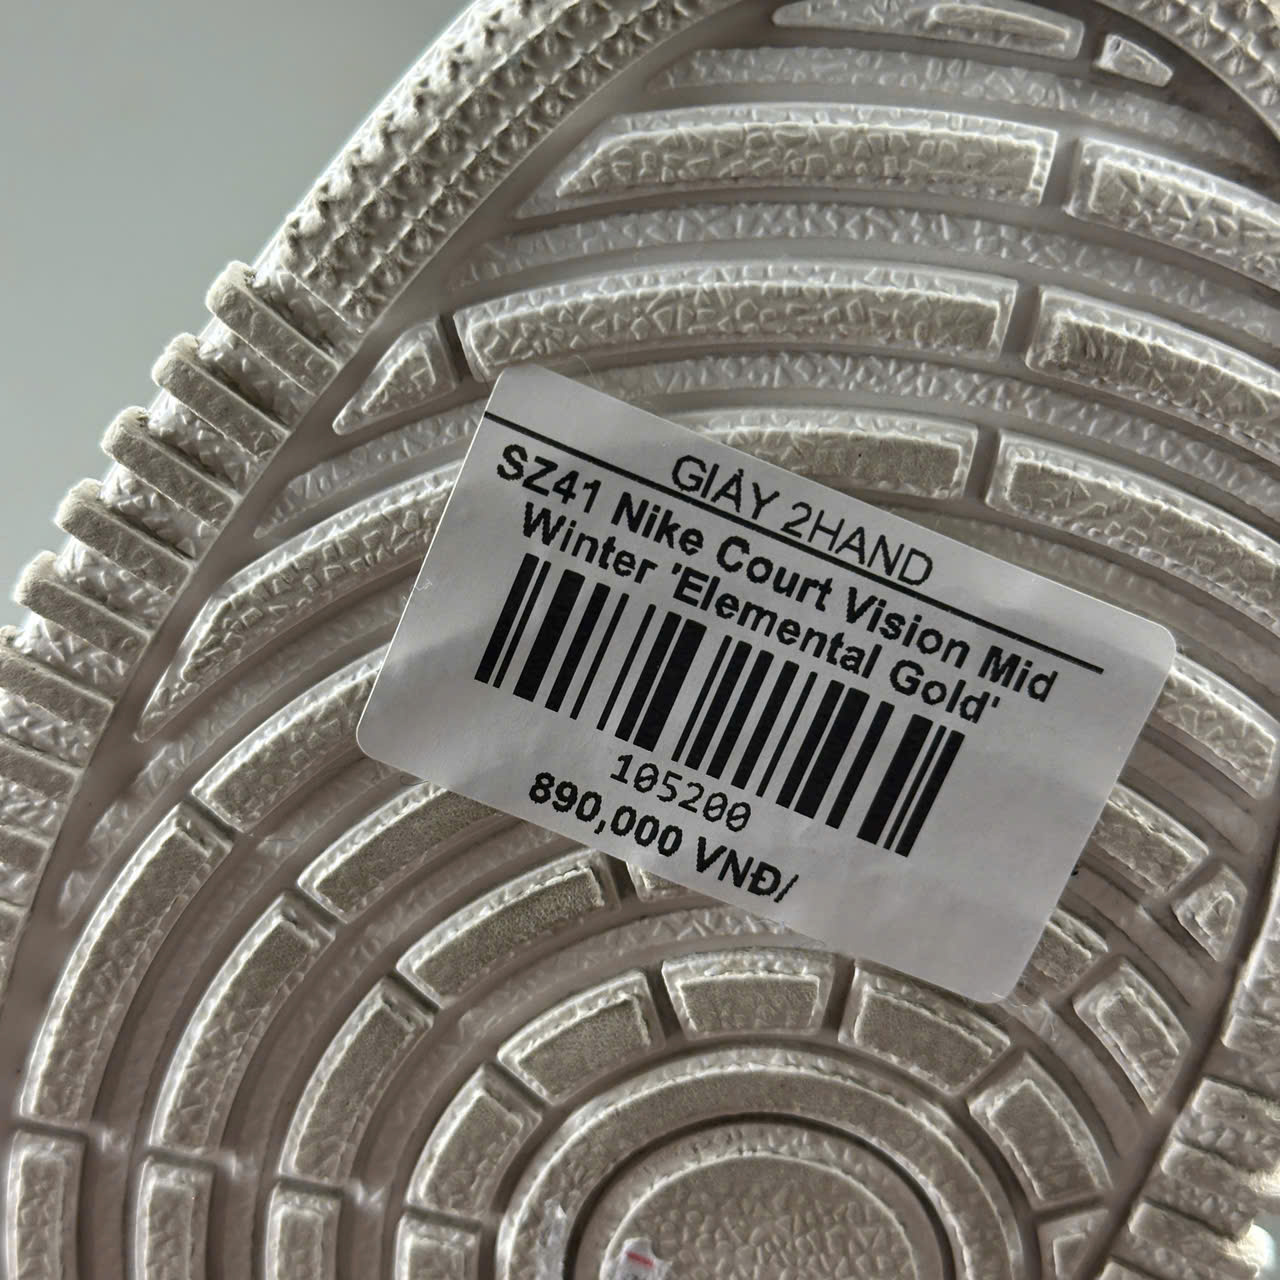 GIÀY 2HAND
SZ41 Nike Court Vision Mid
Winter 'Elemental Gold'
105200
890,000 VNĐ/